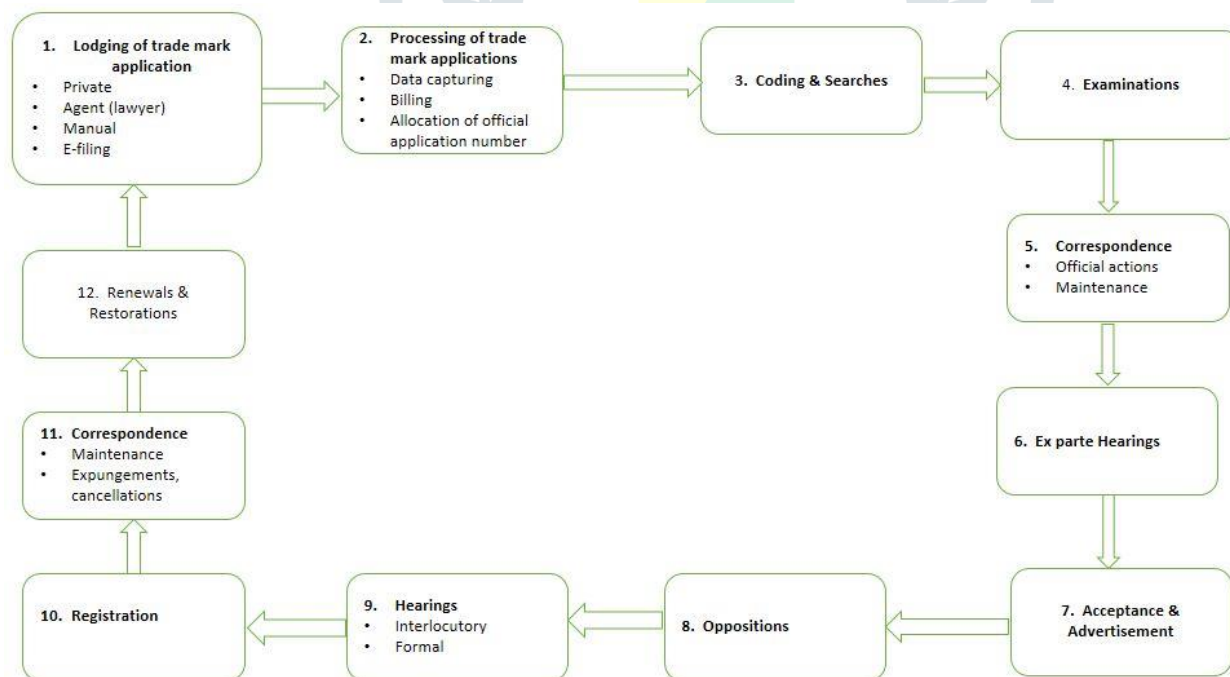 1. Lodging of trade mark
application
• Private
• Agent (lawyer)
• Manual
• E-filing
2. Processing of trade
mark applications
• Data capturing
• Billing
• Allocation of official
application number
3. Coding & Searches
4. Examinations
5. Correspondence
• Official actions
• Maintenance
6. Ex parte Hearings
7. Acceptance &
Advertisement
8. Oppositions
9. Hearings
• Interlocutory
• Formal
10. Registration
11. Correspondence
• Maintenance
• Expungements,
cancellations
12. Renewals &
Restorations